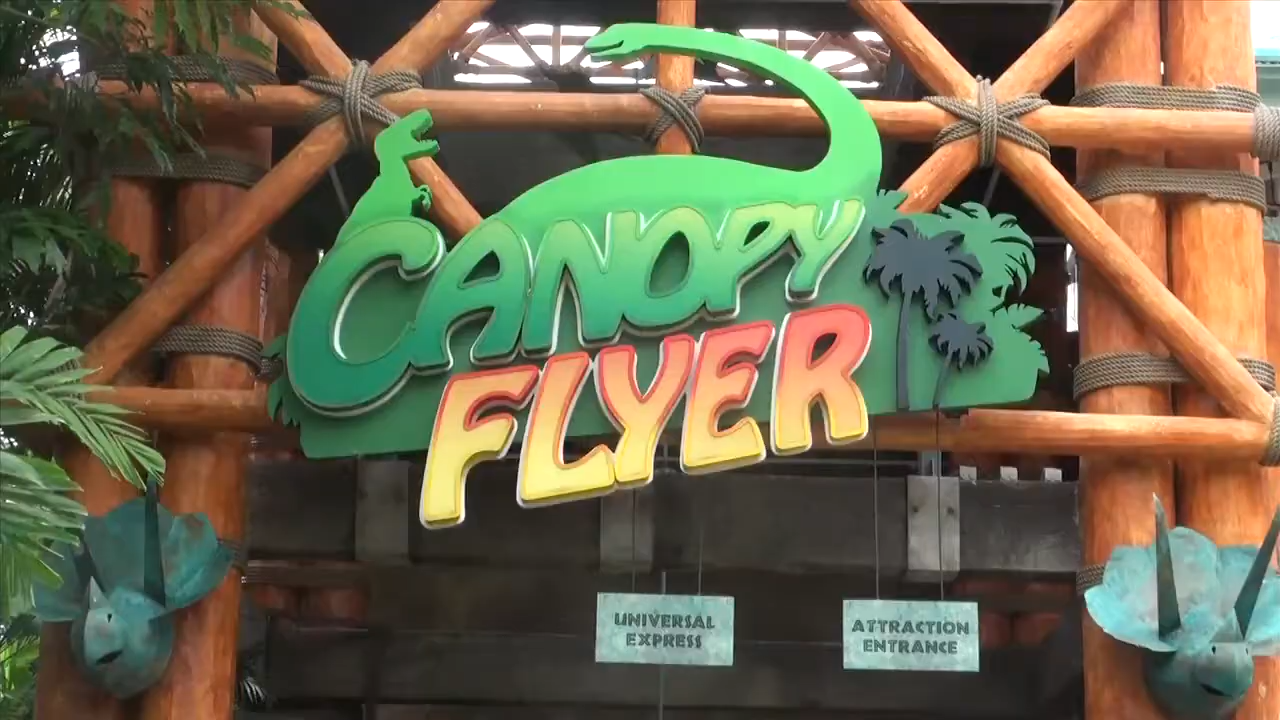 CANOPY
FLYER
UNIVERSAL
EXPRESS
ATTRACTION
ENTRANCE